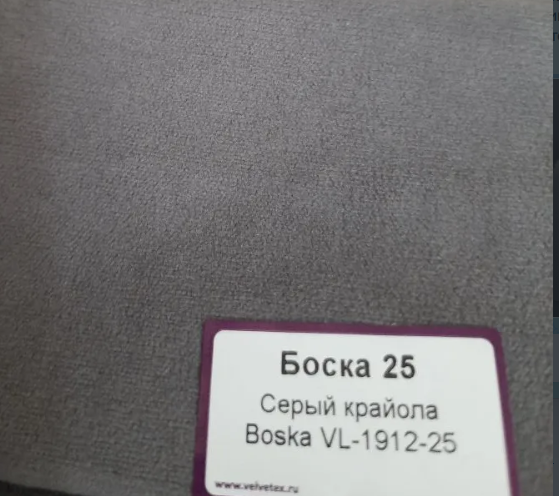 Боска 25
Серый крайола
Boska VL-1912-25
www.velvetex.ru